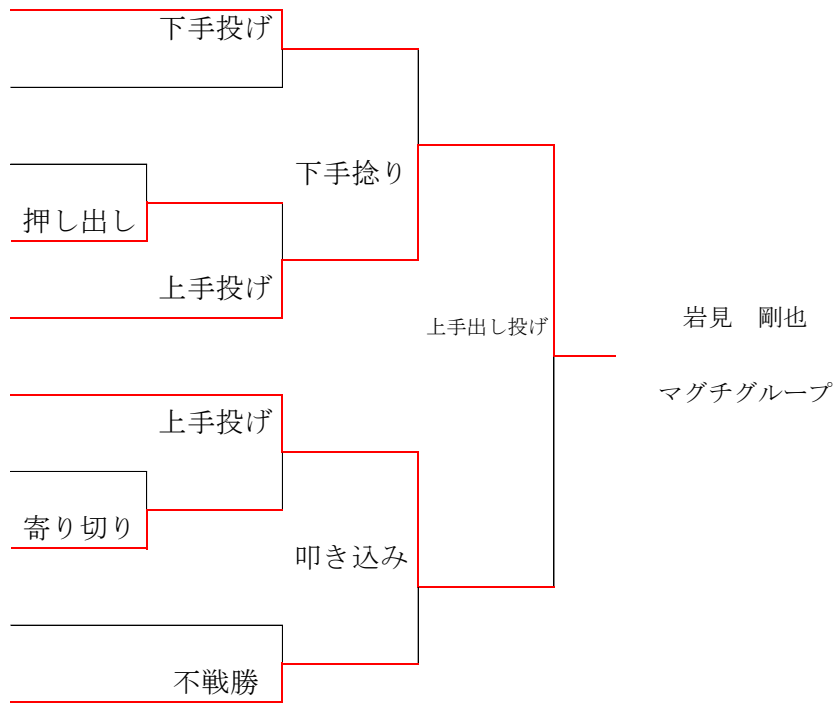 下手投げ
下手捻り
押し出し
上手投げ
上手出し投げ
岩見　剛也
マグチグループ
上手投げ
寄り切り
叩き込み
不戦勝